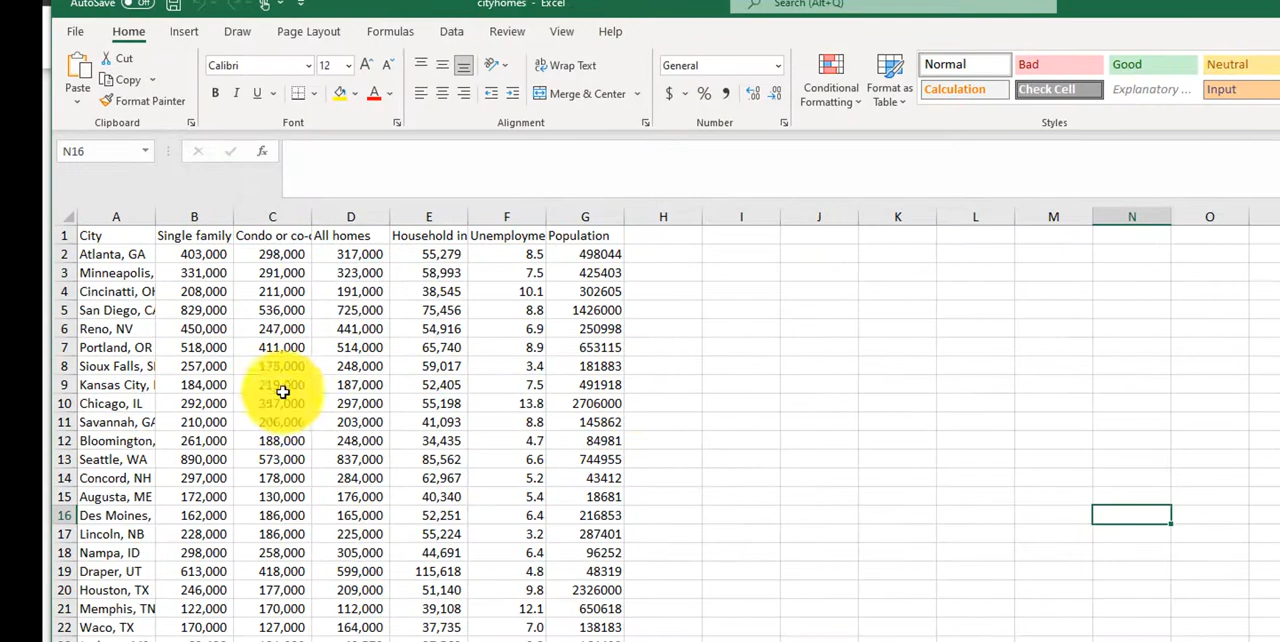 AutoSave Off cityhomes - Excel Search (Alt+Q)
File Home Insert Draw Page Layout Formulas Data Review View Help
Paste Cut Copy Format Painter
Calibri 12 A A
B I U A
Wrap Text
Merge & Center
General
$ % ,
Conditional Formatting
Format as Table
Normal Bad Good Neutral
Calculation Check Cell Explanatory ... Input
Clipboard Font Alignment Number Styles
N16 fx
A B C D E F G H I J K L M N O
1 City Single family Condo or co- All homes Household in Unemployme Population
2 Atlanta, GA 403,000 298,000 317,000 55,279 8.5 498044
3 Minneapolis, 331,000 291,000 323,000 58,993 7.5 425403
4 Cincinatti, OH 208,000 211,000 191,000 38,545 10.1 302605
5 San Diego, CA 829,000 536,000 725,000 75,456 8.8 1426000
6 Reno, NV 450,000 247,000 441,000 54,916 6.9 250998
7 Portland, OR 518,000 411,000 514,000 65,740 8.9 653115
8 Sioux Falls, S 257,000 175,000 248,000 59,017 3.4 181883
9 Kansas City, 184,000 219,000 187,000 52,405 7.5 491918
10 Chicago, IL 292,000 297,000 55,198 13.8 2706000
11 Savannah, GA 210,000 206,000 203,000 41,093 8.8 145862
12 Bloomington, 261,000 188,000 248,000 34,435 4.7 84981
13 Seattle, WA 890,000 573,000 837,000 85,562 6.6 744955
14 Concord, NH 297,000 178,000 284,000 62,967 5.2 43412
15 Augusta, ME 172,000 130,000 176,000 40,340 5.4 18681
16 Des Moines, 162,000 186,000 165,000 52,251 6.4 216853
17 Lincoln, NB 228,000 186,000 225,000 55,224 3.2 287401
18 Nampa, ID 298,000 258,000 305,000 44,691 6.4 96252
19 Draper, UT 613,000 418,000 599,000 115,618 4.8 48319
20 Houston, TX 246,000 177,000 209,000 51,140 9.8 2326000
21 Memphis, TN 122,000 170,000 112,000 39,108 12.1 650618
22 Waco, TX 170,000 127,000 164,000 37,735 7.0 138183